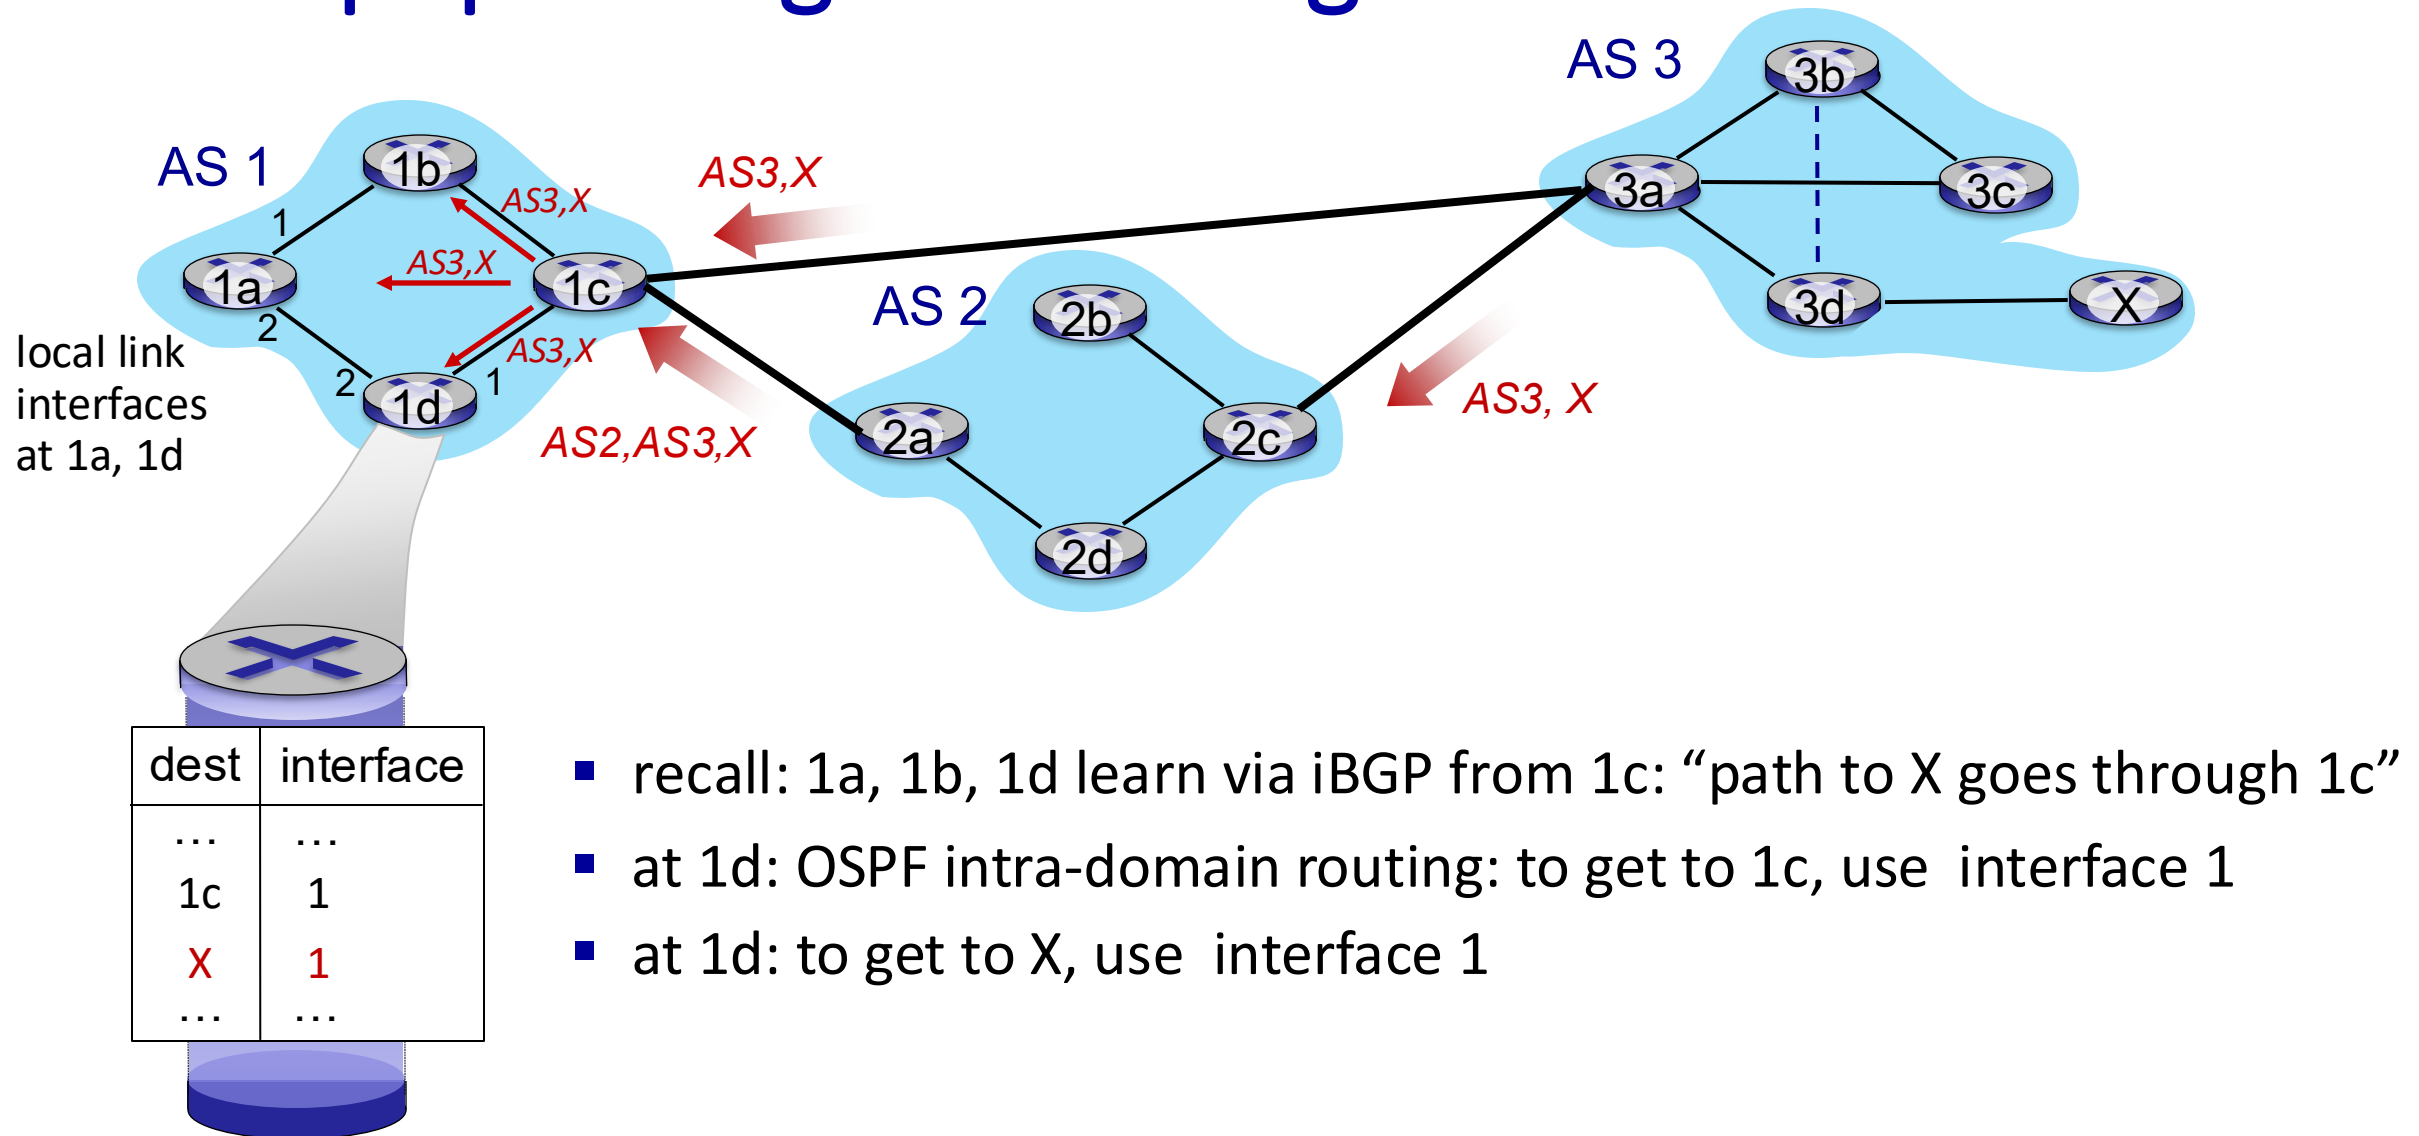 AS 3
3b
3a
3c
3d
X
AS 1
1b
1a
1c
1d
1
2
2
1
AS3,X
AS3,X
AS3,X
AS3,X
AS2,AS3,X
AS3, X
AS 2
2b
2a
2c
2d
local link
interfaces
at 1a, 1d
dest interface
... ...
1c 1
X 1
... ...
recall: 1a, 1b, 1d learn via iBGP from 1c: “path to X goes through 1c”
at 1d: OSPF intra-domain routing: to get to 1c, use interface 1
at 1d: to get to X, use interface 1